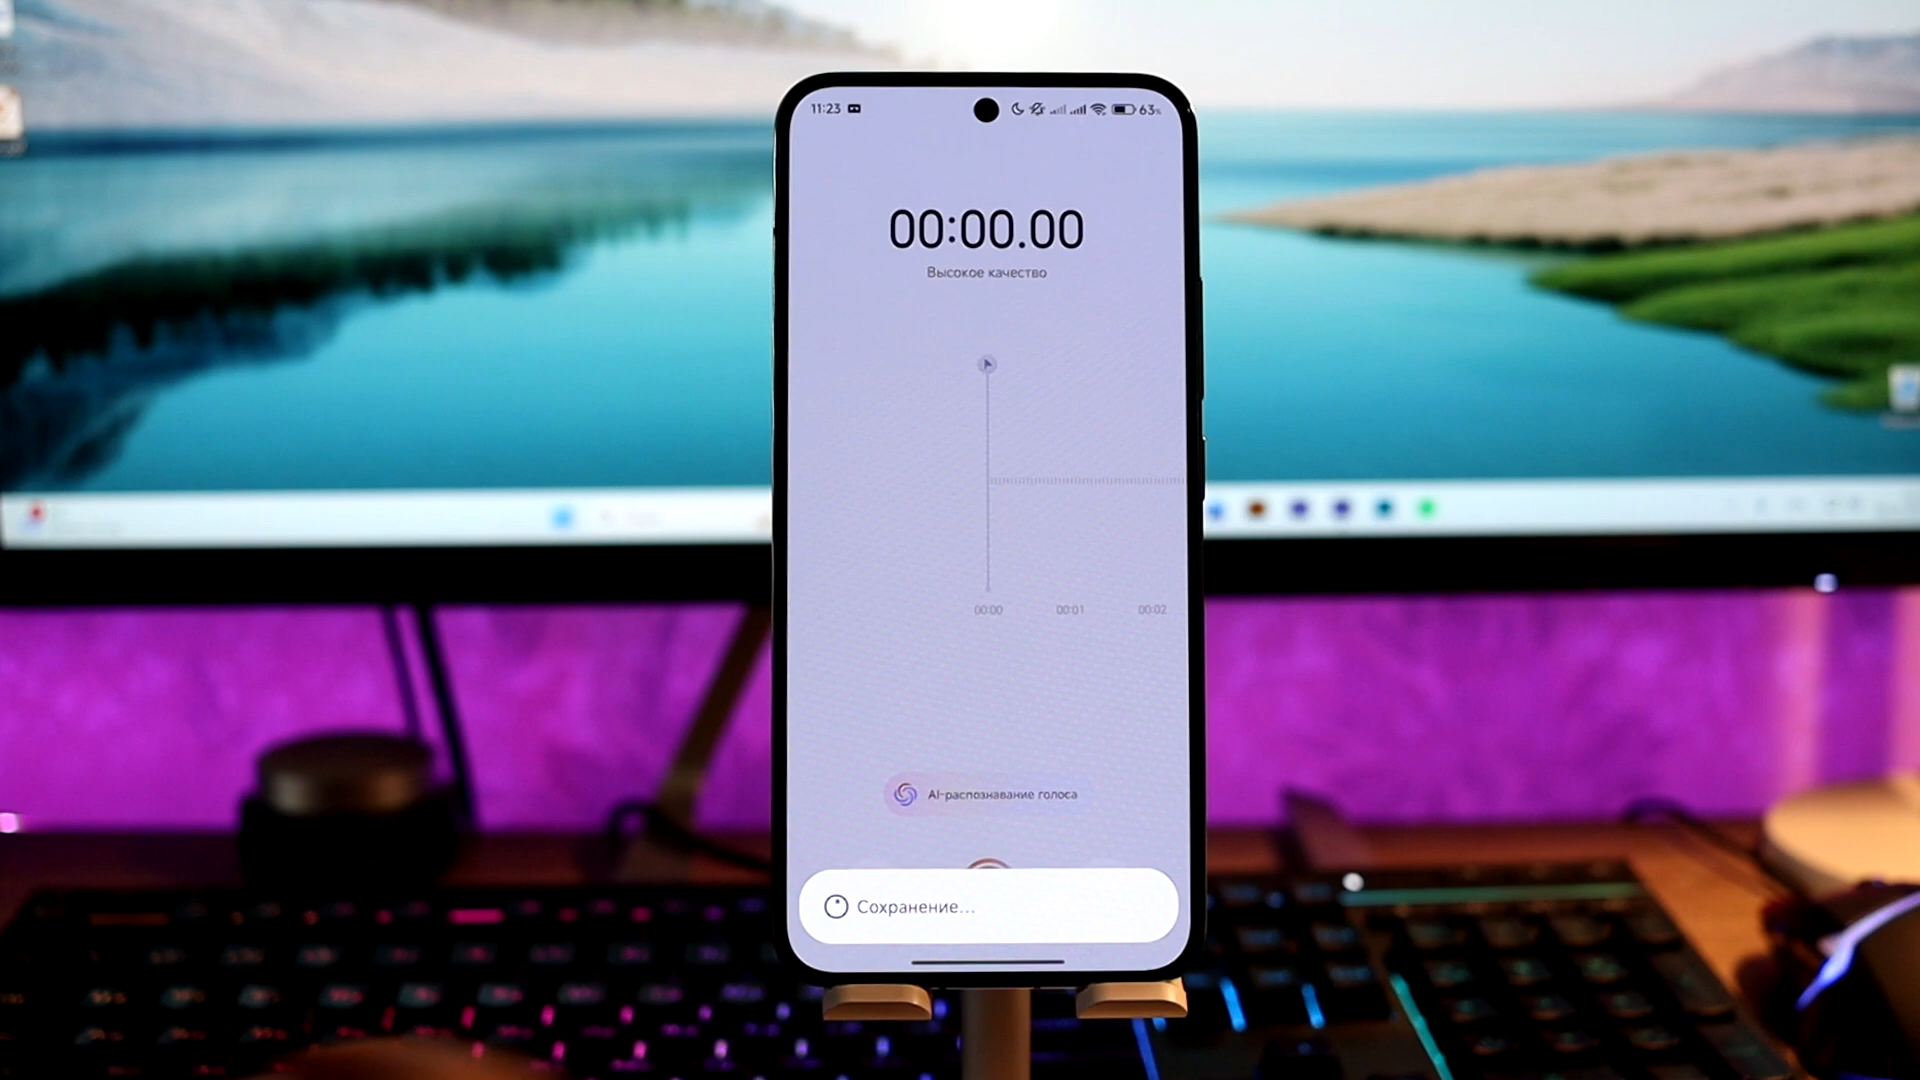 11:23 63%
00:00.00
Высокое качество
00:00 00:01 00:02
AI-распознавание голоса
Сохранение...